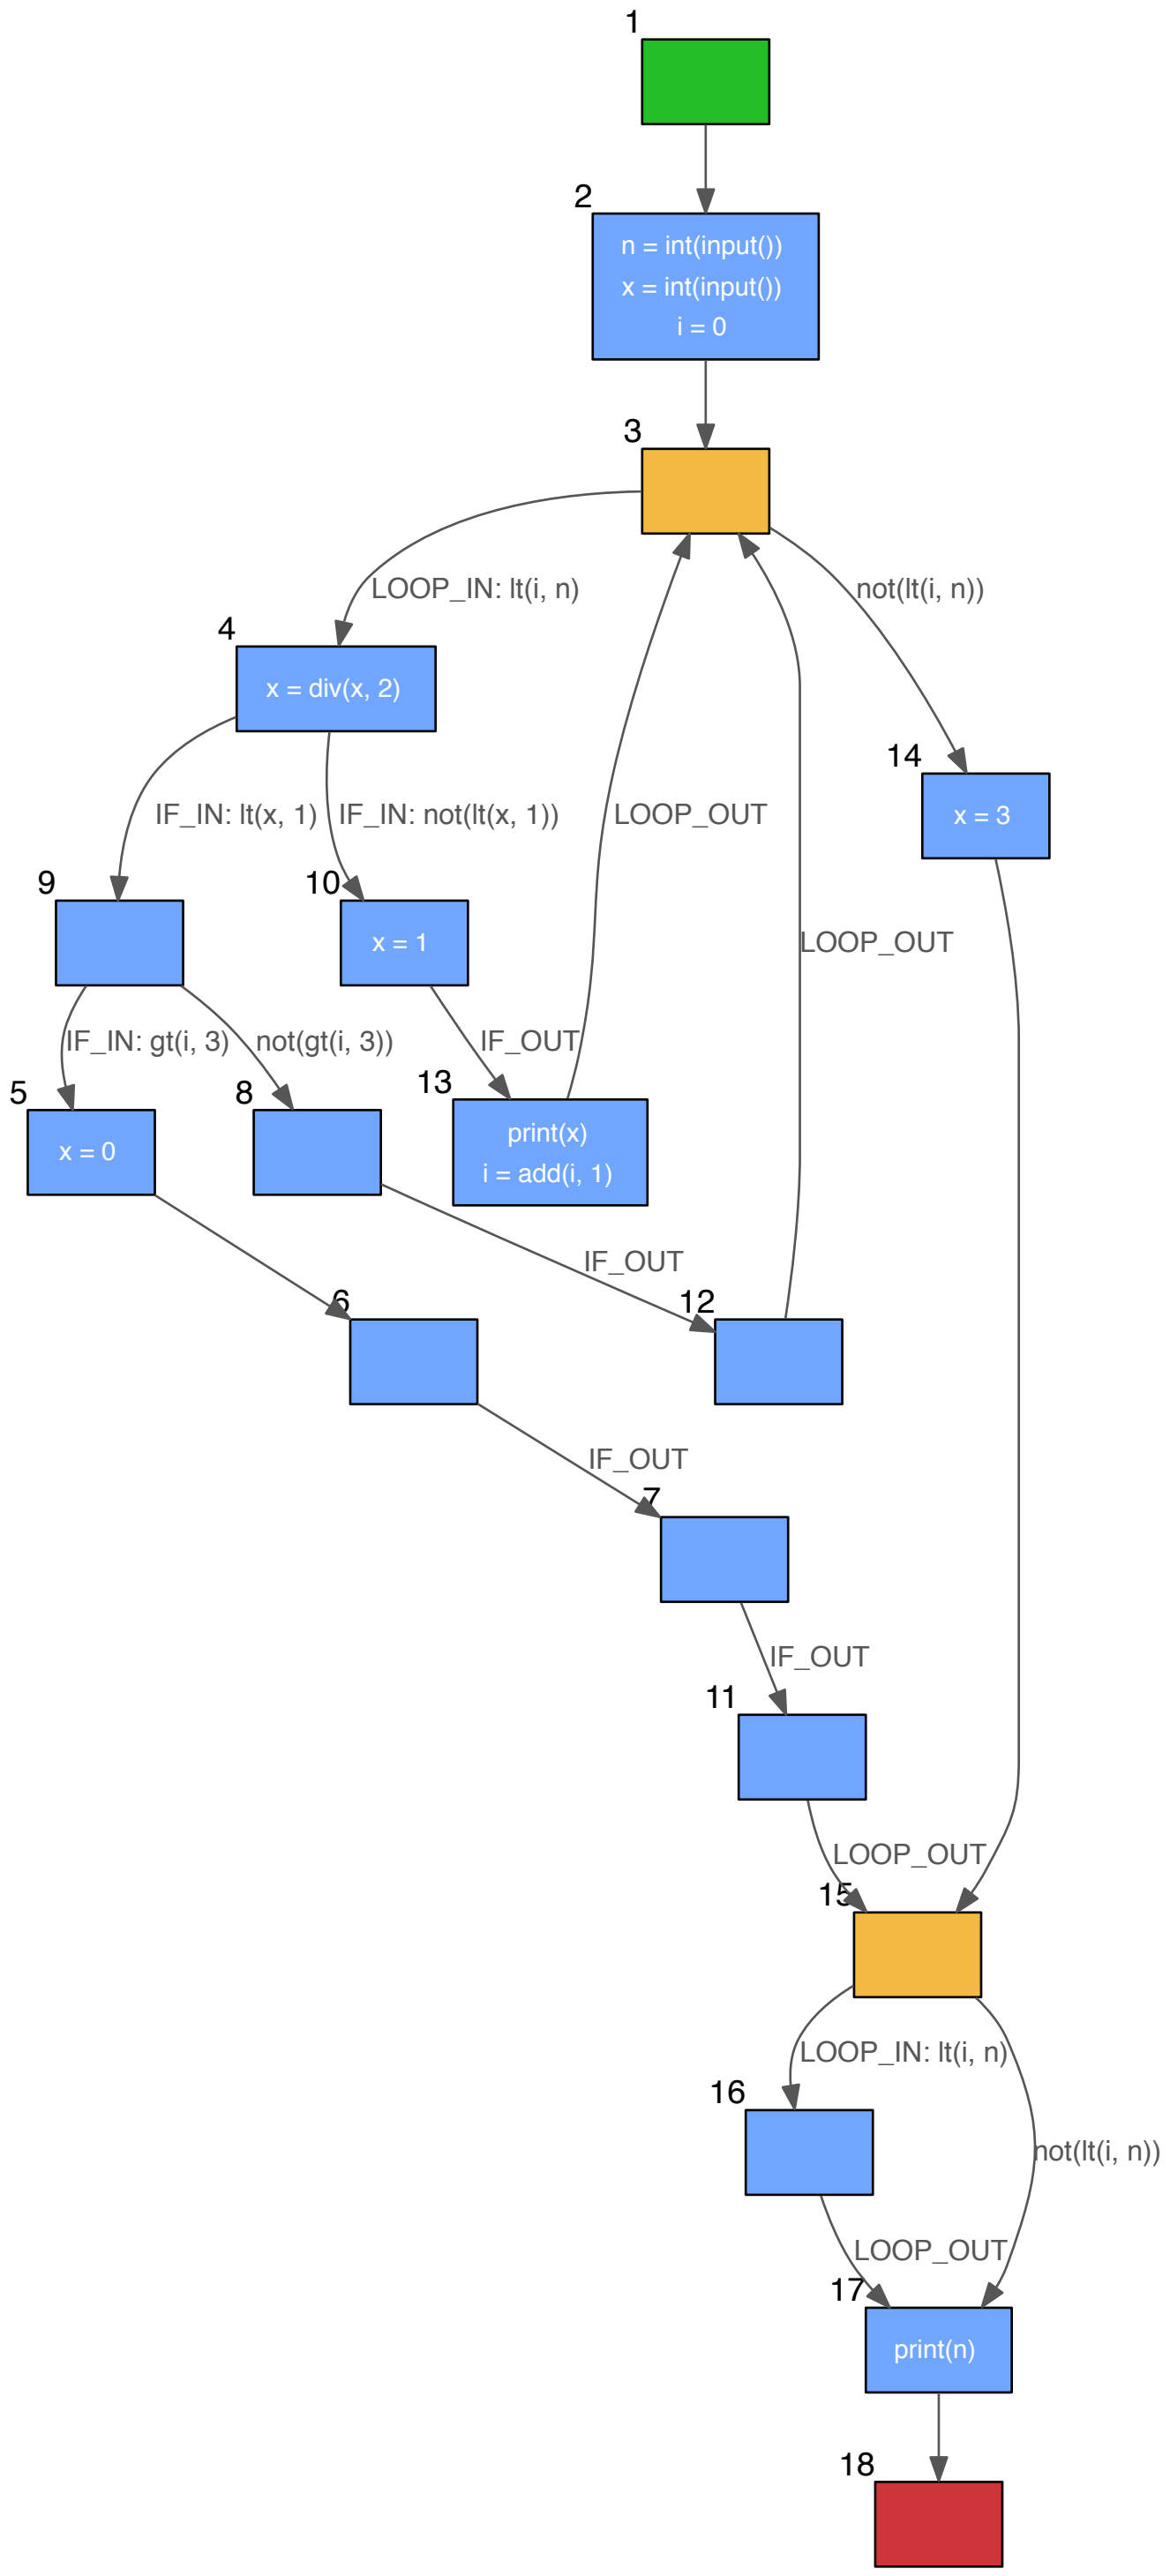 1
2
n = int(input())
x = int(input())
i = 0
3
LOOP_IN: lt(i, n)
not(lt(i, n))
4
x = div(x, 2)
14
x = 3
IF_IN: lt(x, 1)
IF_IN: not(lt(x, 1))
LOOP_OUT
9
10
x = 1
LOOP_OUT
IF_IN: gt(i, 3)
not(gt(i, 3))
IF_OUT
5
x = 0
8
13
print(x)
i = add(i, 1)
IF_OUT
6
12
IF_OUT
7
IF_OUT
11
LOOP_OUT
15
LOOP_IN: lt(i, n)
16
not(lt(i, n))
LOOP_OUT
17
print(n)
18